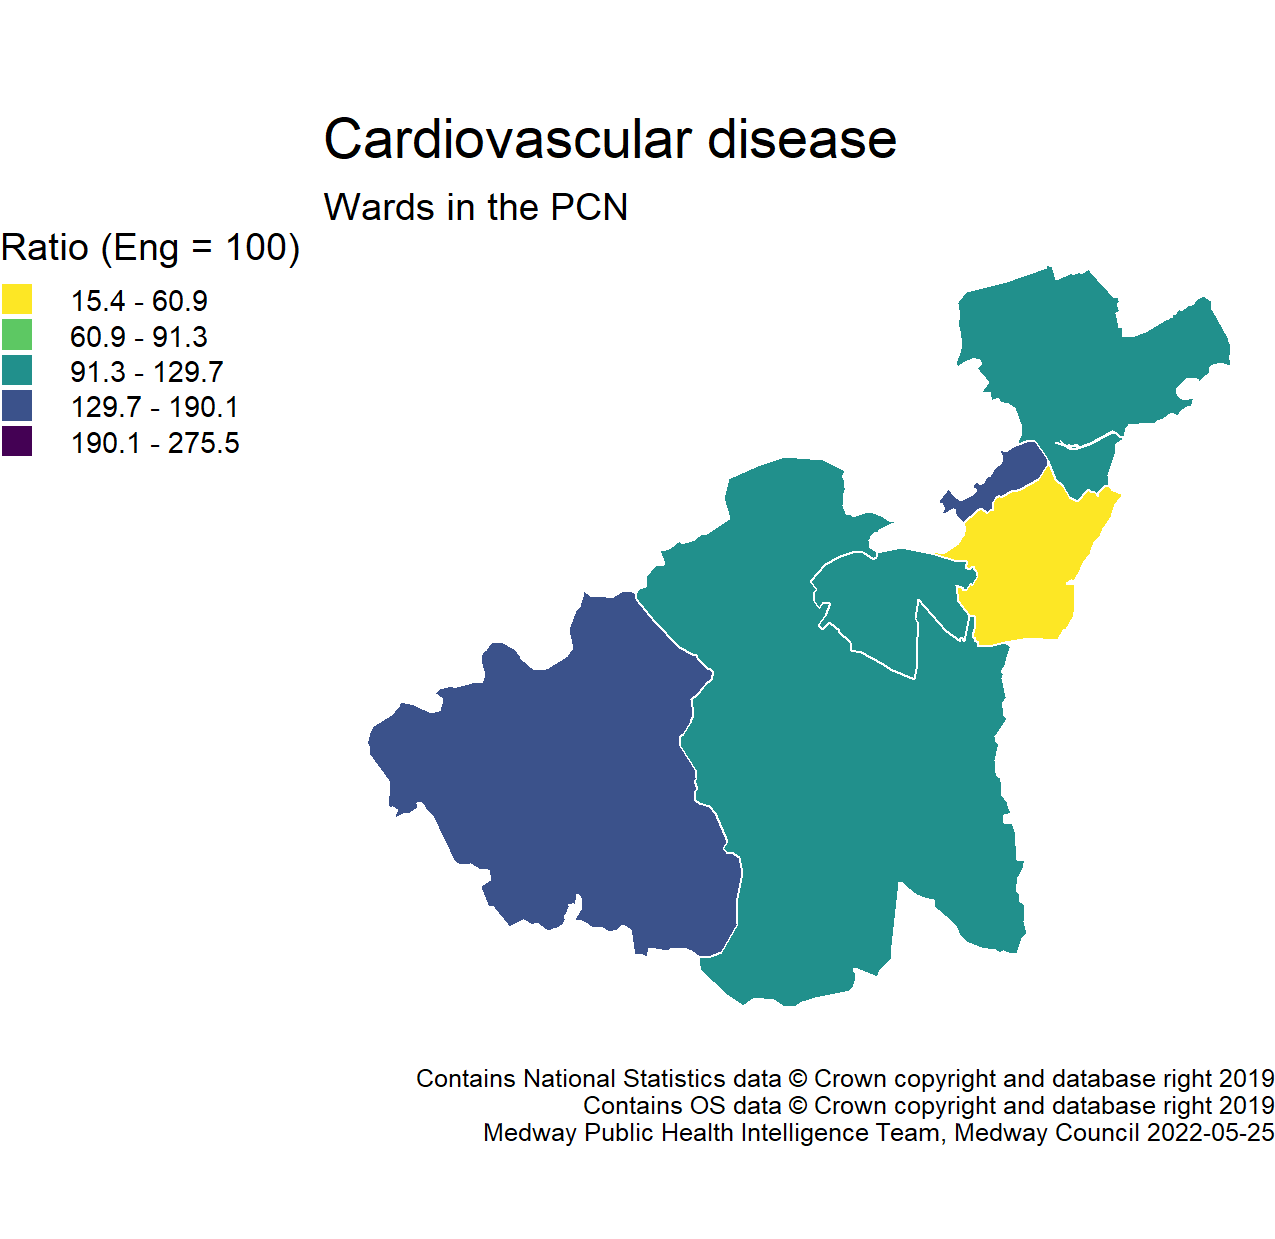 Cardiovascular disease
Wards in the PCN
Ratio (Eng = 100)
15.4 - 60.9
60.9 - 91.3
91.3 - 129.7
129.7 - 190.1
190.1 - 275.5
Contains National Statistics data © Crown copyright and database right 2019
Contains OS data © Crown copyright and database right 2019
Medway Public Health Intelligence Team, Medway Council 2022-05-25